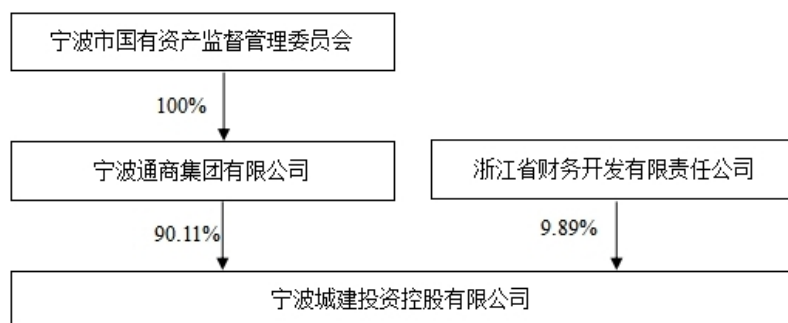 宁波市国有资产监督管理委员会
100%
宁波通商集团有限公司
浙江省财务开发有限责任公司
90.11%
9.89%
宁波城建投资控股有限公司